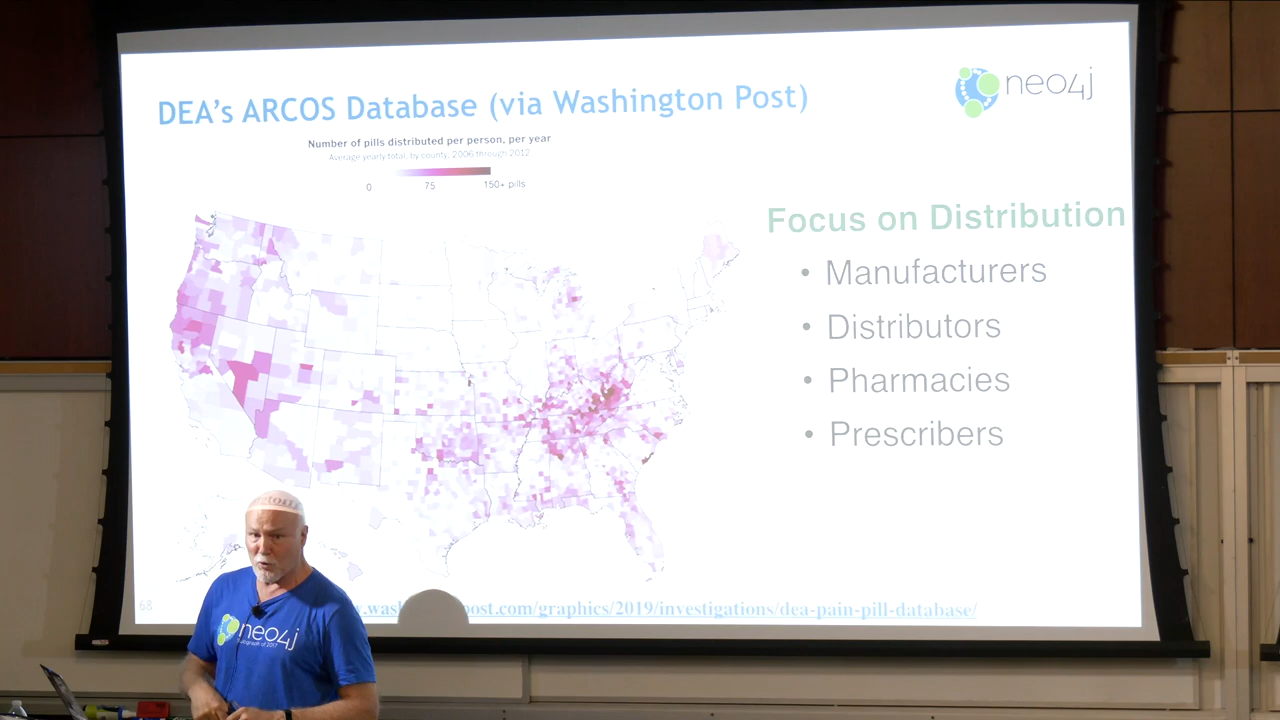 DEA's ARCOS Database (via Washington Post)
neo4j
Number of pills distributed per person, per year
Average yearly total, by county, 2006 through 2012
0 75 150+ pills
Focus on Distribution
• Manufacturers
• Distributors
• Pharmacies
• Prescribers
68
post.com/graphics/2019/investigations/dea-pain-pill-database/
neo4j